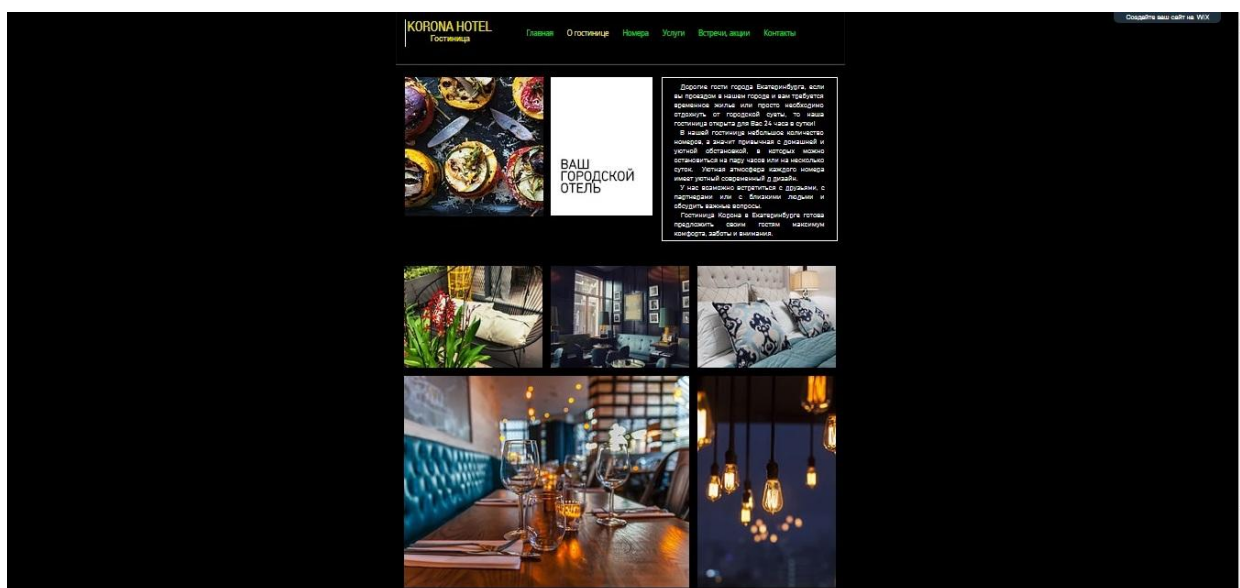 Создайте ваш сайт на WiX
KORONA HOTEL
Гостиница
Главная О гостинице Номера Услуги Встречи, акции Контакты
ВАШ
ГОРОДСКОЙ
ОТЕЛЬ
Дорогие гости города Екатеринбурга, если
вы проездом в нашем городе и вам требуется
временное жилье или просто необходимо
отдохнуть от городской суеты, то наша
гостиница открыта для Вас 24 часа в сутки!
В нашей гостинице небольшое количество
номеров, а значит привычная с домашней и
уютной обстановкой, в которых можно
остановиться на пару часов или на несколько
суток. Уютная атмосфера каждого номера
имеет уютный современный д дизайн.
У нас возможно встретиться с друзьями, с
партнерами или с близкими людьми и
обсудить важные вопросы.
Гостиница Корона в Екатеринбурге готова
предложить своим гостям максимум
комфорта, заботы и внимания.